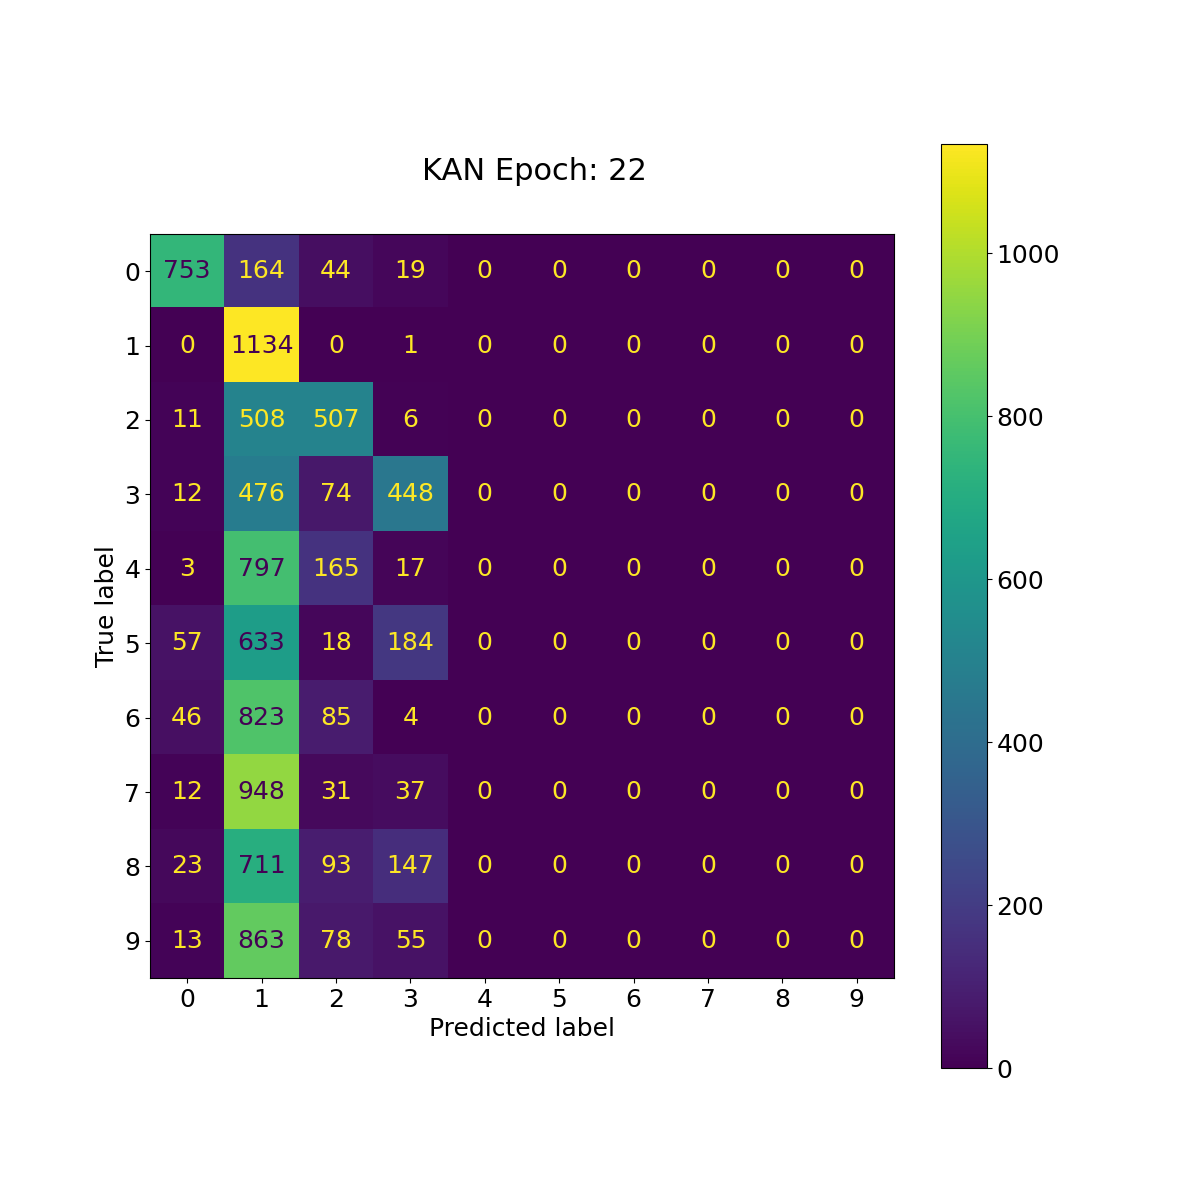 KAN Epoch: 22
0 753 164 44 19 0 0 0 0 0 0
1 0 1134 0 1 0 0 0 0 0 0
2 11 508 507 6 0 0 0 0 0 0
3 12 476 74 448 0 0 0 0 0 0
4 3 797 165 17 0 0 0 0 0 0
5 57 633 18 184 0 0 0 0 0 0
6 46 823 85 4 0 0 0 0 0 0
7 12 948 31 37 0 0 0 0 0 0
8 23 711 93 147 0 0 0 0 0 0
9 13 863 78 55 0 0 0 0 0 0
0 1 2 3 4 5 6 7 8 9
Predicted label
True label
1000
800
600
400
200
0